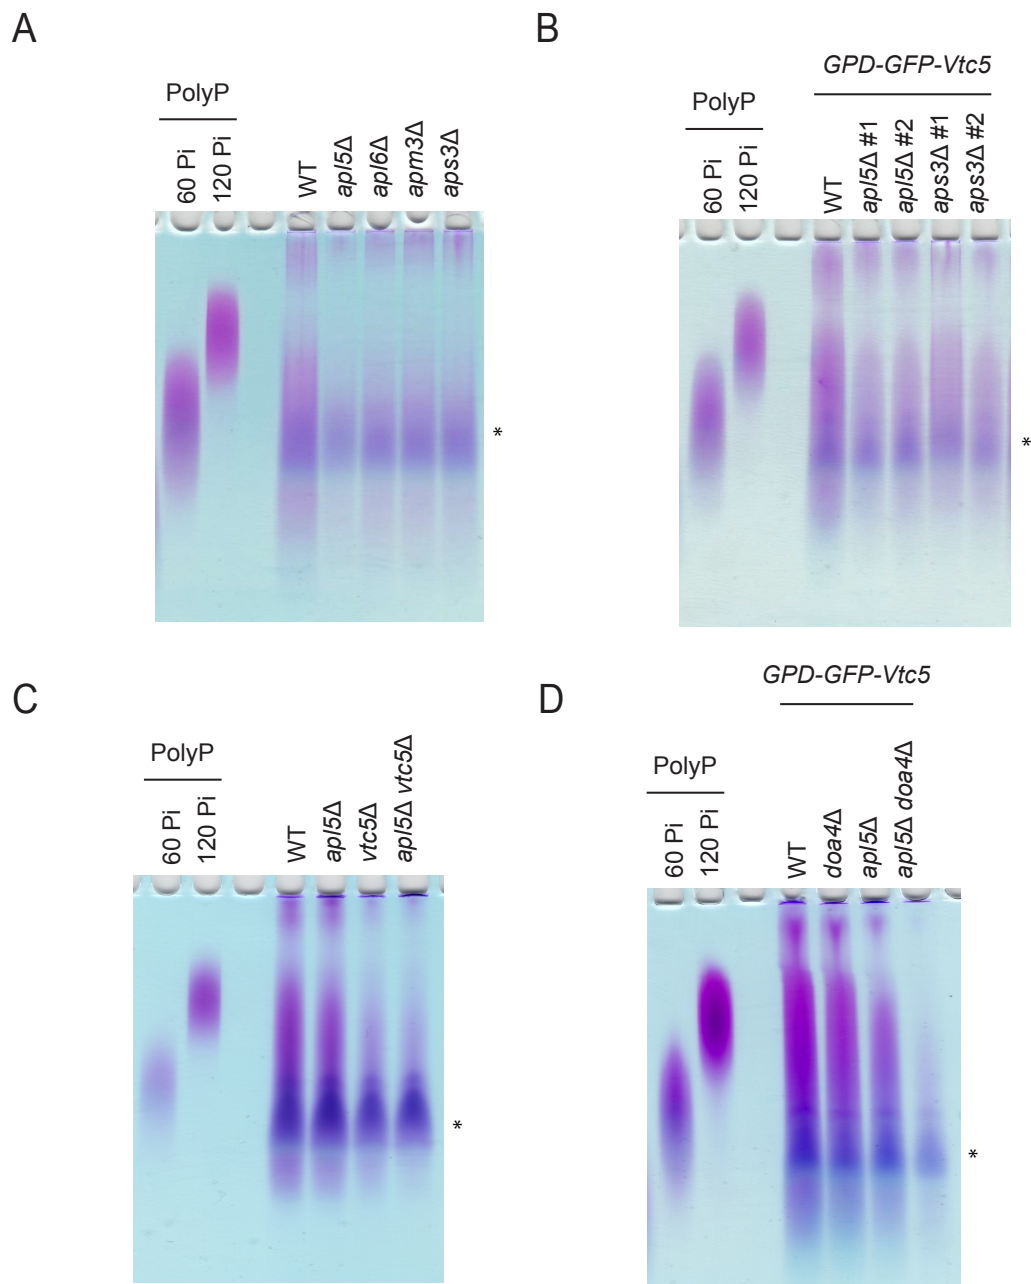 A
PolyP
60 Pi
120 Pi
WT
apl5Δ
apl6Δ
apm3Δ
aps3Δ
*
B
GPD-GFP-Vtc5
PolyP
60 Pi
120 Pi
WT
apl5Δ #1
apl5Δ #2
aps3Δ #1
aps3Δ #2
*
C
PolyP
60 Pi
120 Pi
WT
apl5Δ
vtc5Δ
apl5Δ vtc5Δ
*
D
GPD-GFP-Vtc5
PolyP
60 Pi
120 Pi
WT
doa4Δ
apl5Δ
apl5Δ doa4Δ
*